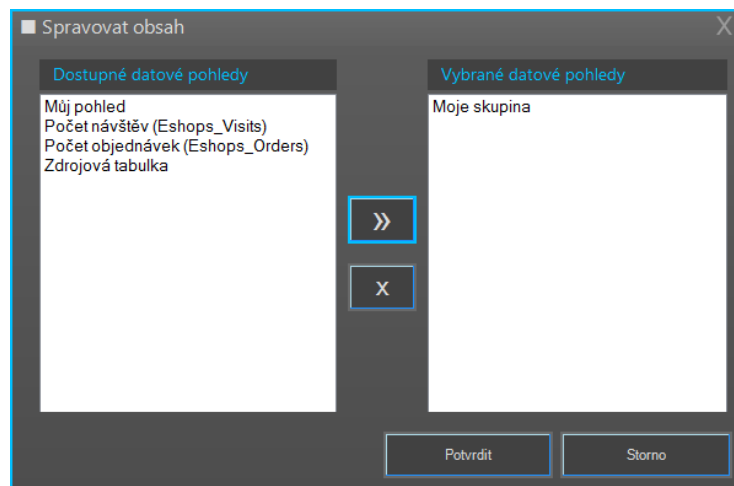 Spravovat obsah
X
Dostupné datové pohledy
Vybrané datové pohledy
Můj pohled
Počet návštěv (Eshops_Visits)
Počet objednávek (Eshops_Orders)
Zdrojová tabulka
Moje skupina
»
x
Potvrdit
Storno